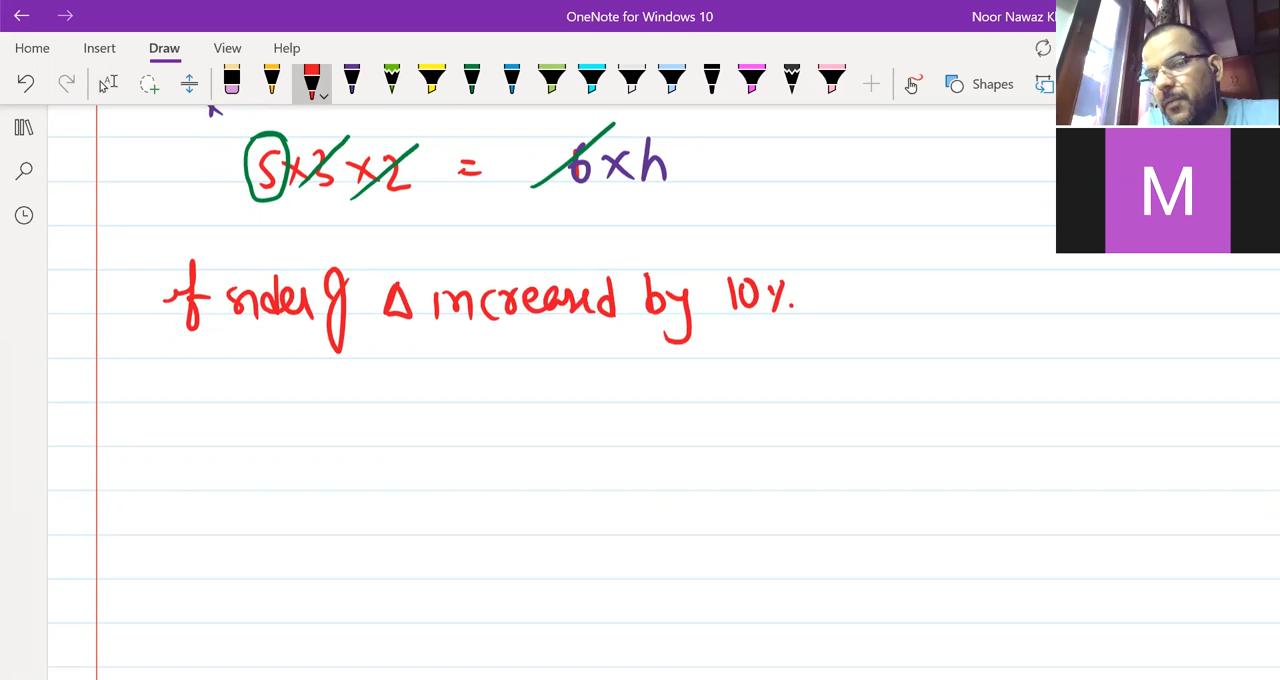 OneNote for Windows 10
Noor Nawaz Kh
Home Insert Draw View Help
Shapes
M
x
5 x 3 x 2 = 6 x h
if sides of Δ increased by 10%.